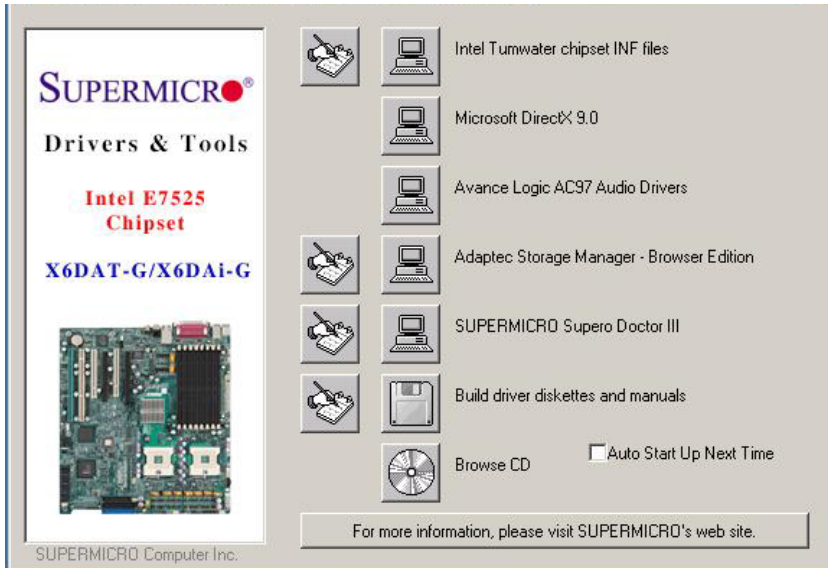 SUPERMICRO®
Drivers & Tools
Intel E7525
Chipset
X6DAT-G/X6DAi-G
SUPERMICRO Computer Inc.
Intel Tumwater chipset INF files
Microsoft DirectX 9.0
Avance Logic AC97 Audio Drivers
Adaptec Storage Manager - Browser Edition
SUPERMICRO Supero Doctor III
Build driver diskettes and manuals
Browse CD
Auto Start Up Next Time
For more information, please visit SUPERMICRO's web site.